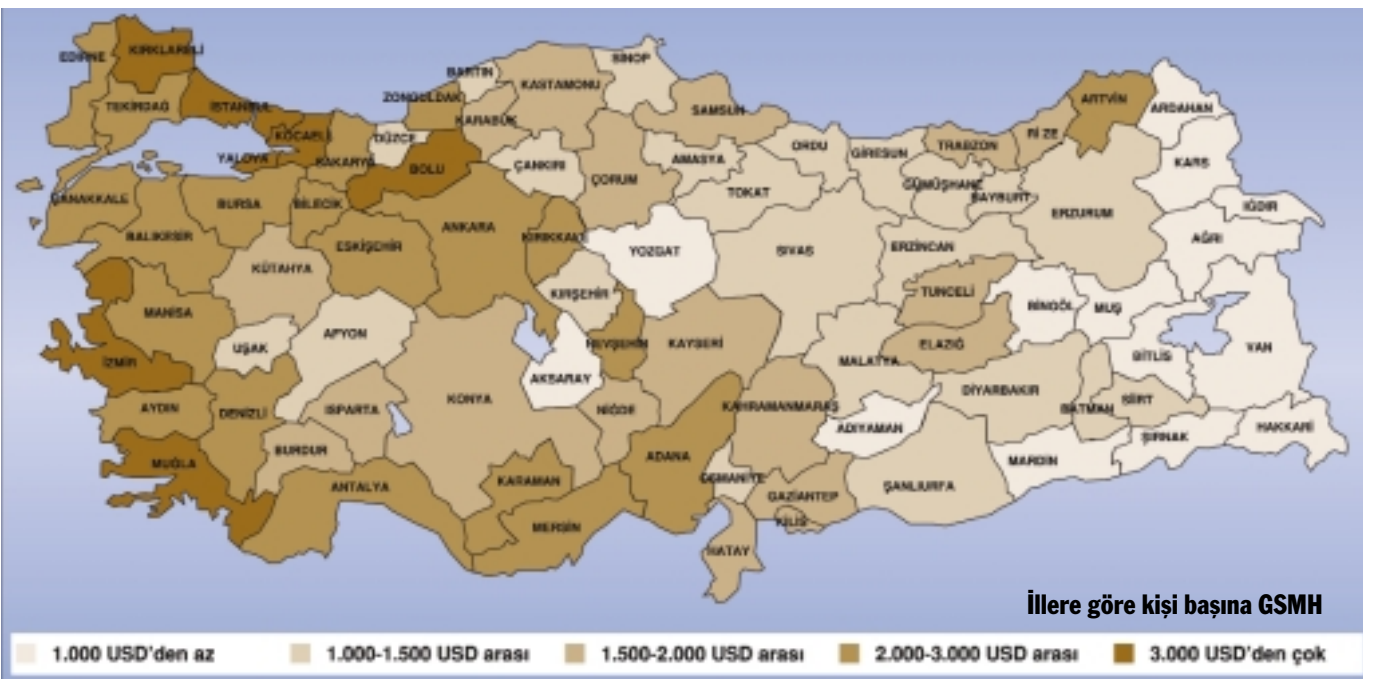 EDİRNE
KIRKLARELİ
TEKİRDAĞ
İSTANBUL
KOCAELİ
YALOVA
SAKARYA
DÜZCE
BOLU
ZONGULDAK
BARTIN
KARABÜK
KASTAMONU
SİNOP
SAMSUN
ÇANKIRI
ÇORUM
AMASYA
TOKAT
ORDU
GİRESUN
TRABZON
Rİ ZE
ARTVİN
ARDAHAN
KARS
GÜMÜŞHANE
BAYBURT
ERZURUM
IĞDIR
AĞRI
ÇANAKKALE
BALIKESİR
BURSA
BİLECİK
ESKİŞEHİR
ANKARA
KIRIKKALE
YOZGAT
SIVAS
ERZİNCAN
TUNCELİ
BİNGÖL
MUŞ
BİTLİS
VAN
KÜTAHYA
MANİSA
UŞAK
AFYON
KIRŞEHİR
NEVŞEHİR
KAYSERİ
AKSARAY
MALATYA
ELAZIĞ
DİYARBAKIR
BATMAN
SİİRT
ŞIRNAK
HAKKARİ
İZMİR
AYDIN
DENİZLİ
ISPARTA
KONYA
NİĞDE
KAHRAMANMARAŞ
ADIYAMAN
MARDİN
MUĞLA
BURDUR
ANTALYA
KARAMAN
MERSİN
ADANA
OSMANİYE
GAZİANTEP
KİLİS
ŞANLIURFA
HATAY
İllere göre kişi başına GSMH
1.000 USD'den az
1.000-1.500 USD arası
1.500-2.000 USD arası
2.000-3.000 USD arası
3.000 USD'den çok